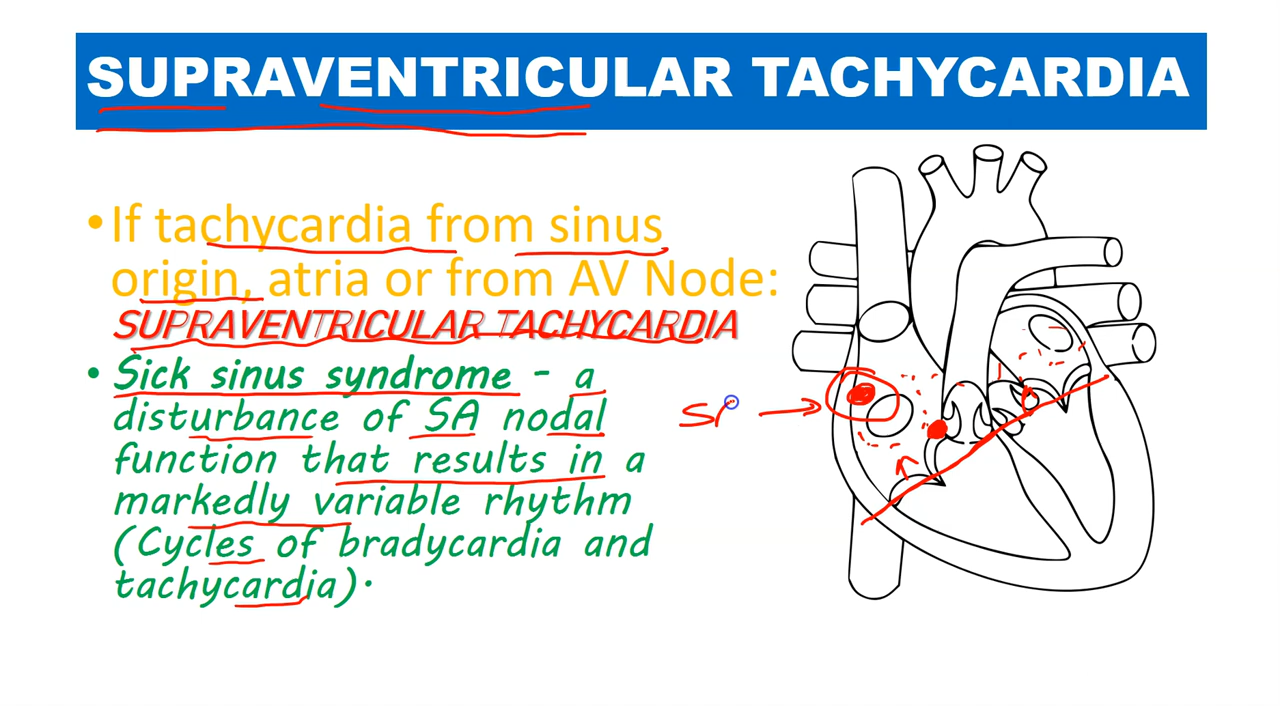 SUPRAVENTRICULAR TACHYCARDIA
•If tachycardia from sinus
origin, atria or from AV Node:
SUPRAVENTRICULAR TACHYCARDIA
• Sick sinus syndrome - a
disturbance of SA nodal
function that results in a
markedly variable rhythm
(Cycles of bradycardia and
tachycardia).